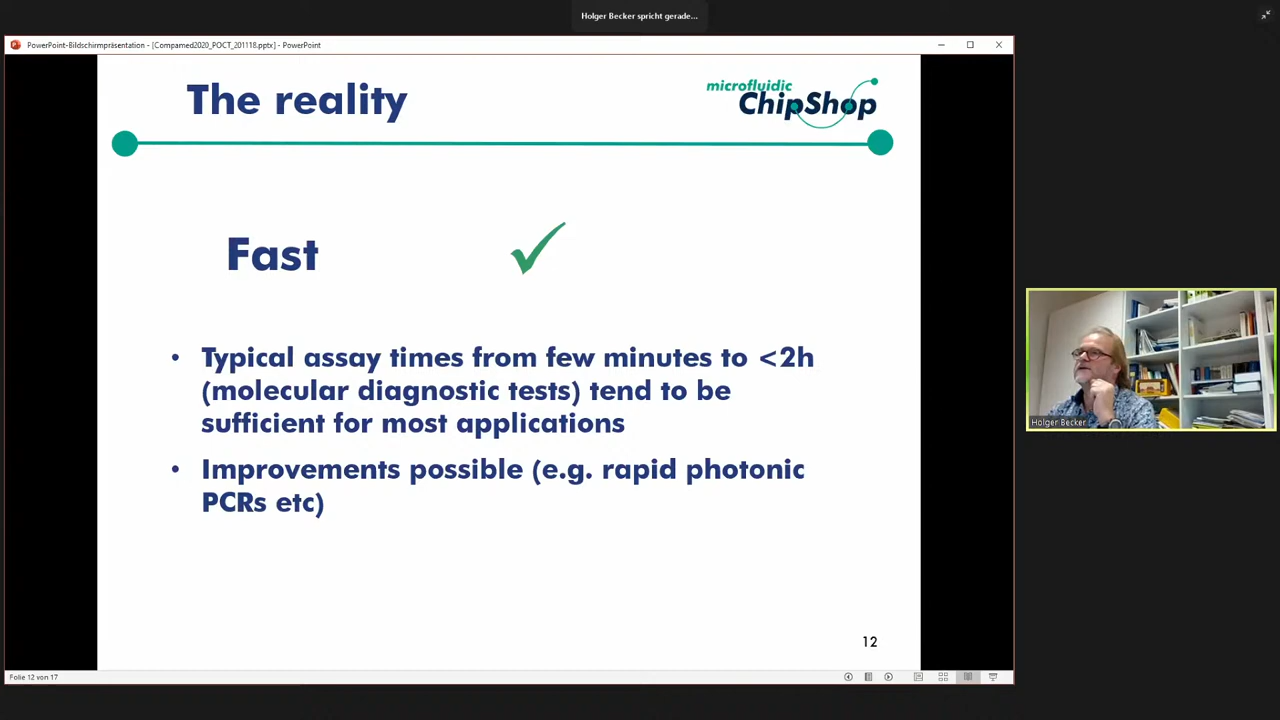 Holger Becker spricht gerade...
PowerPoint-Bildschirmpräsentation - [Compamed2020_POCT_201118.pptx] - PowerPoint
The reality
microfluidic
ChipShop
Fast
• Typical assay times from few minutes to <2h
(molecular diagnostic tests) tend to be
sufficient for most applications
• Improvements possible (e.g. rapid photonic
PCRs etc)
12
Holger Becker
Folie 12 von 17